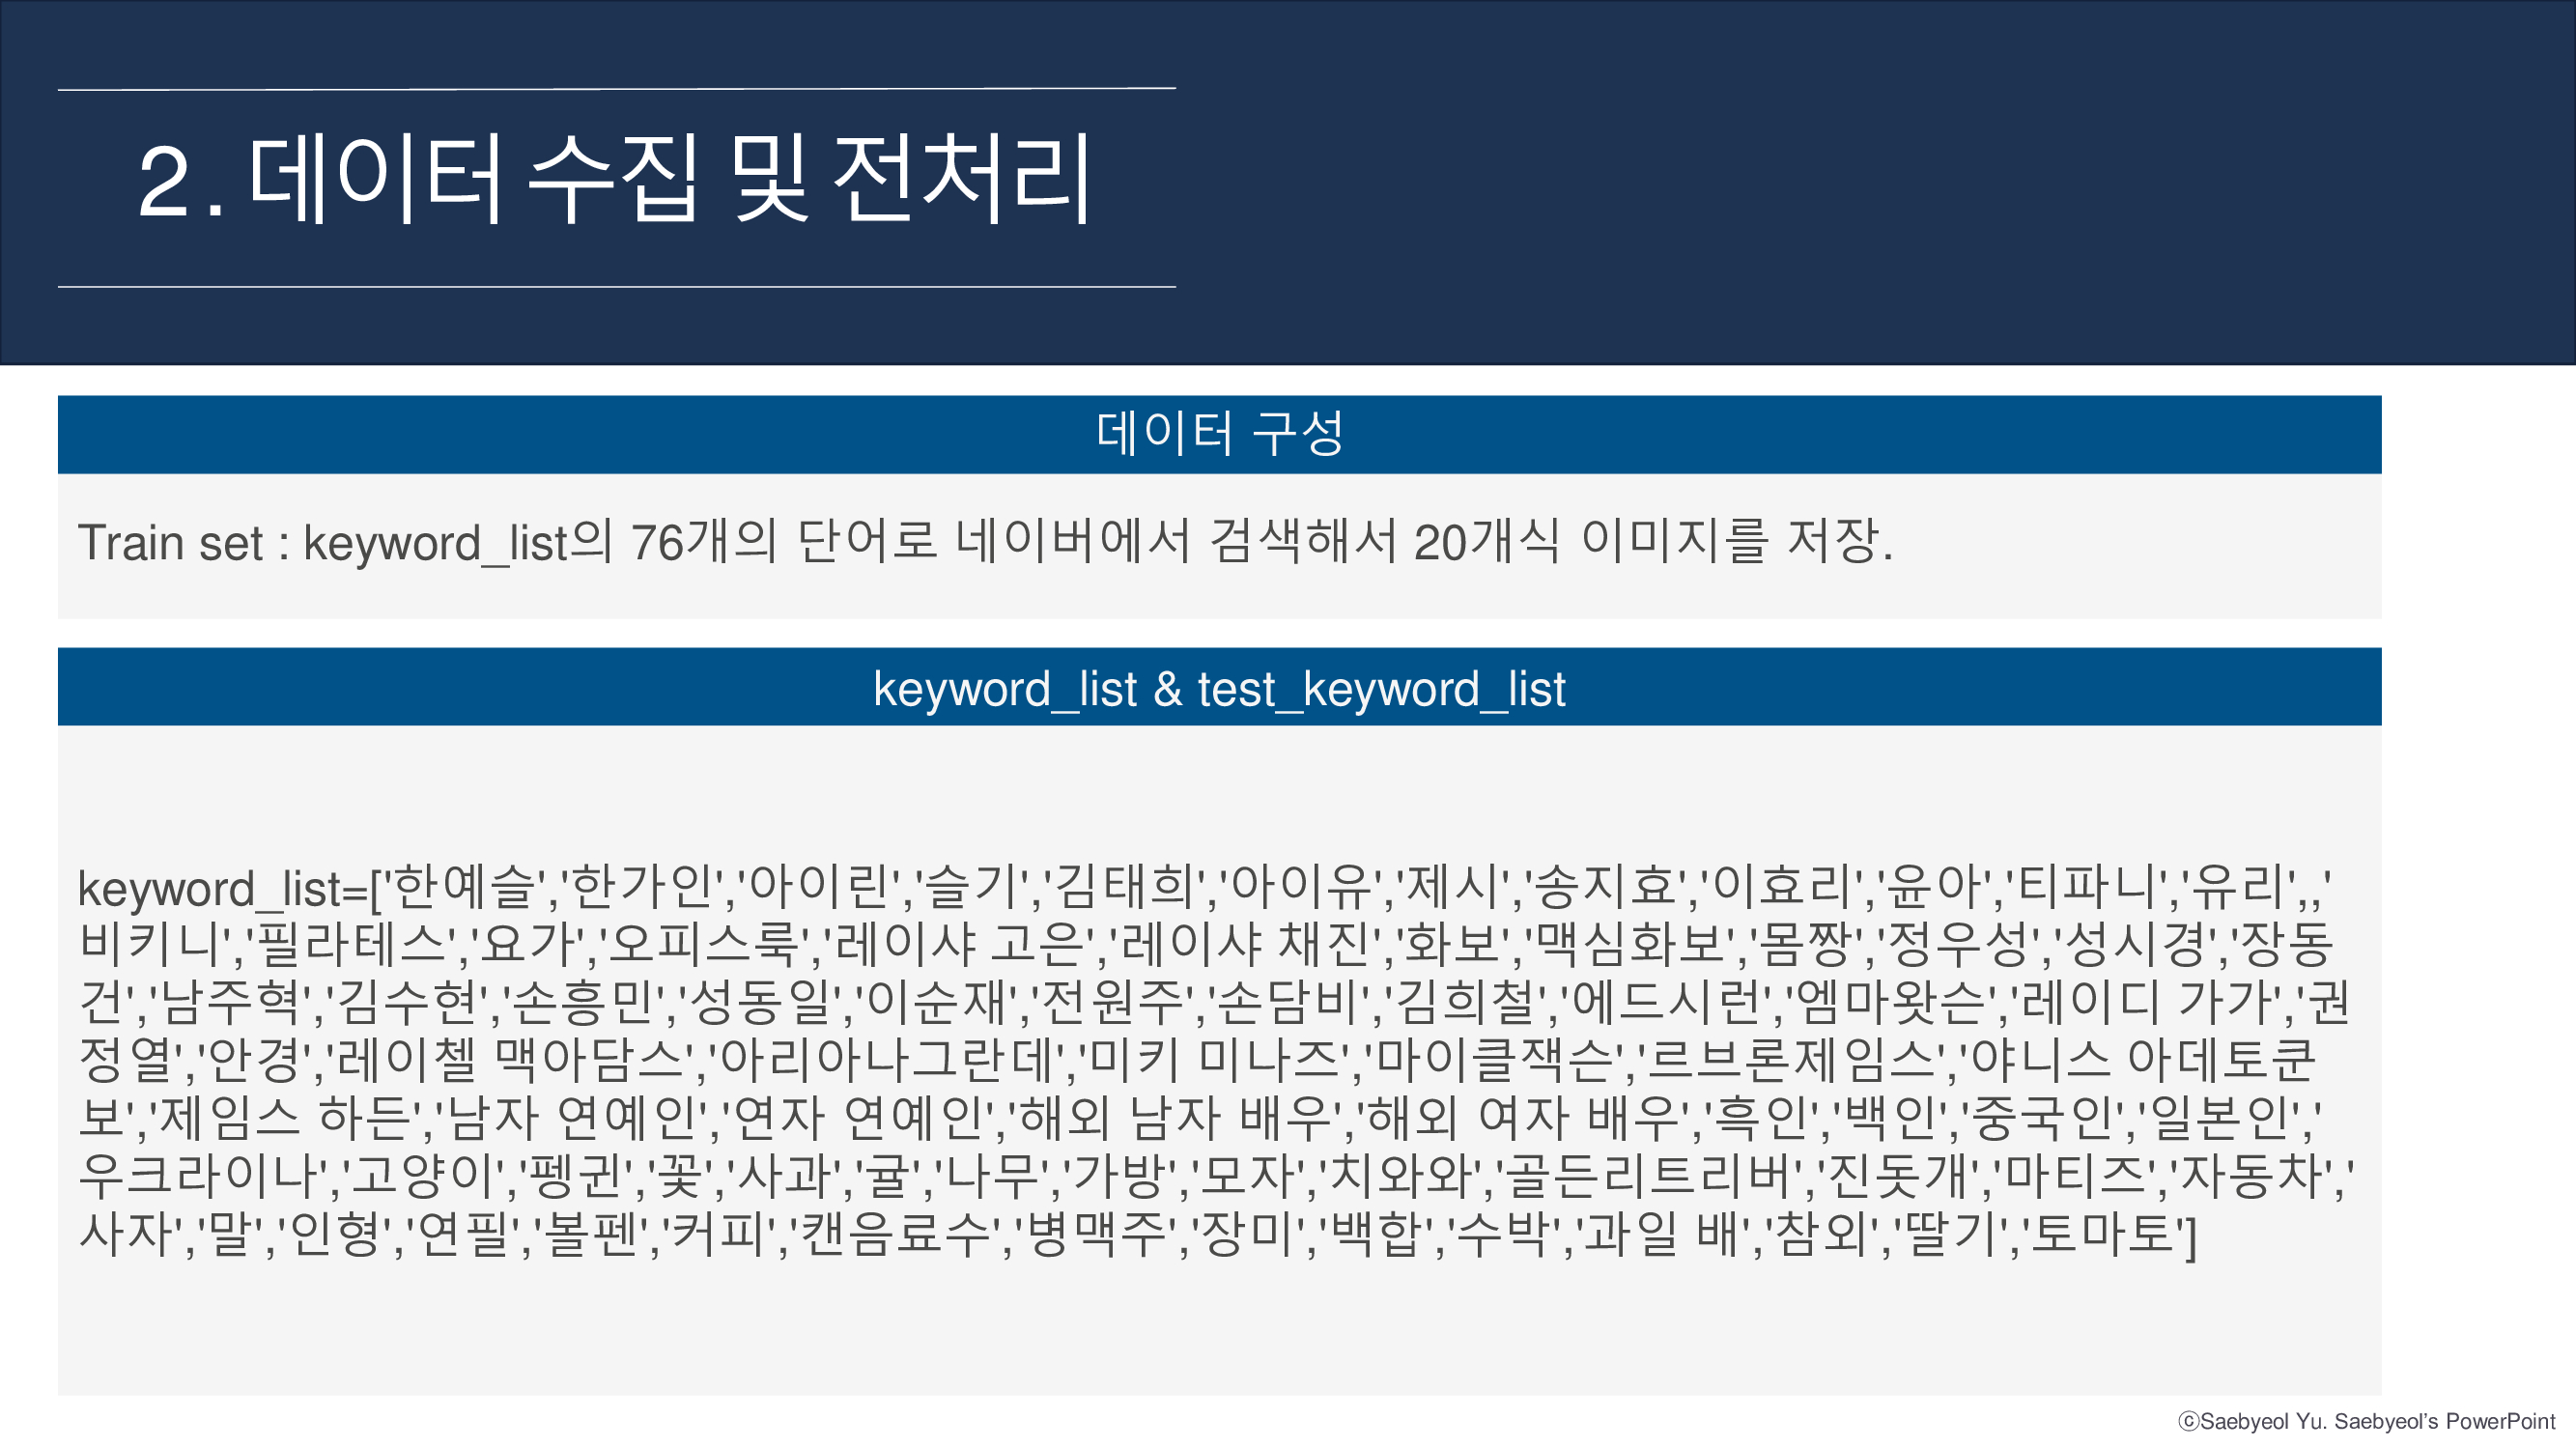 2. 데이터 수집 및 전처리
데이터 구성
Train set : keyword_list의 76개의 단어로 네이버에서 검색해서 20개식 이미지를 저장.
keyword_list & test_keyword_list
keyword_list=['한예슬','한가인','아이린','슬기','김태희','아이유','제시','송지효','이효리','윤아','티파니','유리',,'
비키니','필라테스','요가','오피스룩','레이샤 고은','레이샤 채진','화보','맥심화보','몸짱','정우성','성시경','장동
건','남주혁','김수현','손흥민','성동일','이순재','전원주','손담비','김희철','에드시런','엠마왓슨','레이디 가가','권
정열','안경','레이첼 맥아담스','아리아나그란데','미키 미나즈','마이클잭슨','르브론제임스','야니스 아데토쿤
보','제임스 하든','남자 연예인','연자 연예인','해외 남자 배우','해외 여자 배우','흑인','백인','중국인','일본인','
우크라이나','고양이','펭귄','꽃','사과','귤','나무','가방','모자','치와와','골든리트리버','진돗개','마티즈','자동차','
사자','말','인형','연필','볼펜','커피','캔음료수','병맥주','장미','백합','수박','과일 배','참외','딸기','토마토']
ⓒSaebyeol Yu. Saebyeol’s PowerPoint